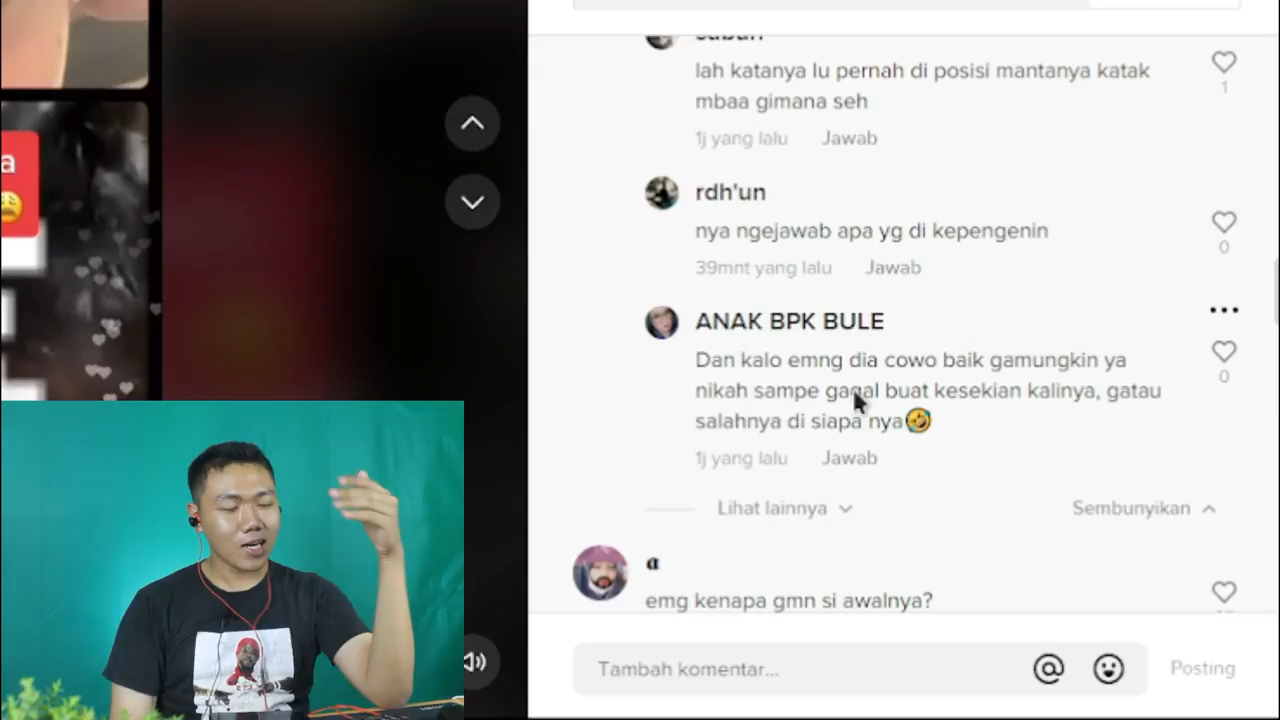 a
lah katanya lu pernah di posisi mantanya katak
mbaa gimana seh
1
1j yang lalu Jawab
rdh'un
nya ngejawab apa yg di kepengenin
0
39mnt yang lalu Jawab
ANAK BPK BULE
Dan kalo emng dia cowo baik gamungkin ya
nikah sampe gagal buat kesekian kalinya, gatau
salahnya di siapa nya🤣
0
1j yang lalu Jawab
Lihat lainnya Sembunyikan
a
emg kenapa gmn si awalnya?
Tambah komentar... @ Posting